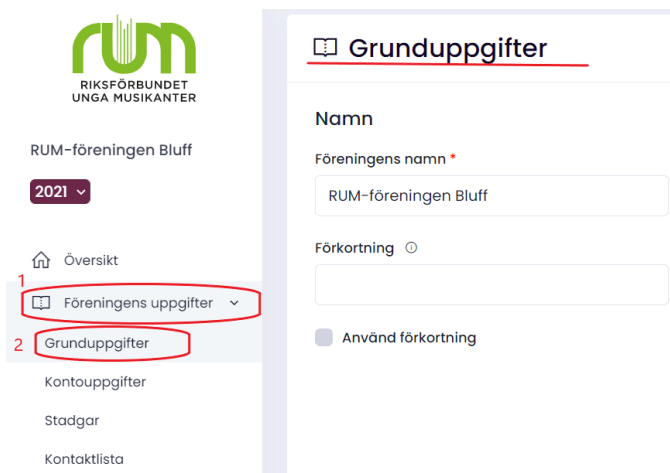 rum
RIKSFÖRBUNDET
UNGA MUSIKANTER
RUM-föreningen Bluff
2021
Översikt
1
Föreningens uppgifter
2 Grunduppgifter
Kontouppgifter
Stadgar
Kontaktlista
Grunduppgifter
Namn
Föreningens namn *
RUM-föreningen Bluff
Förkortning
Använd förkortning